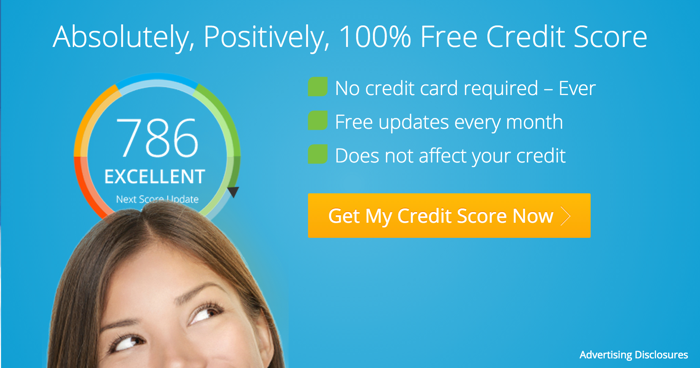 Absolutely, Positively, 100% Free Credit Score
786
EXCELLENT
Next Score Update
No credit card required – Ever
Free updates every month
Does not affect your credit
Get My Credit Score Now
Advertising Disclosures